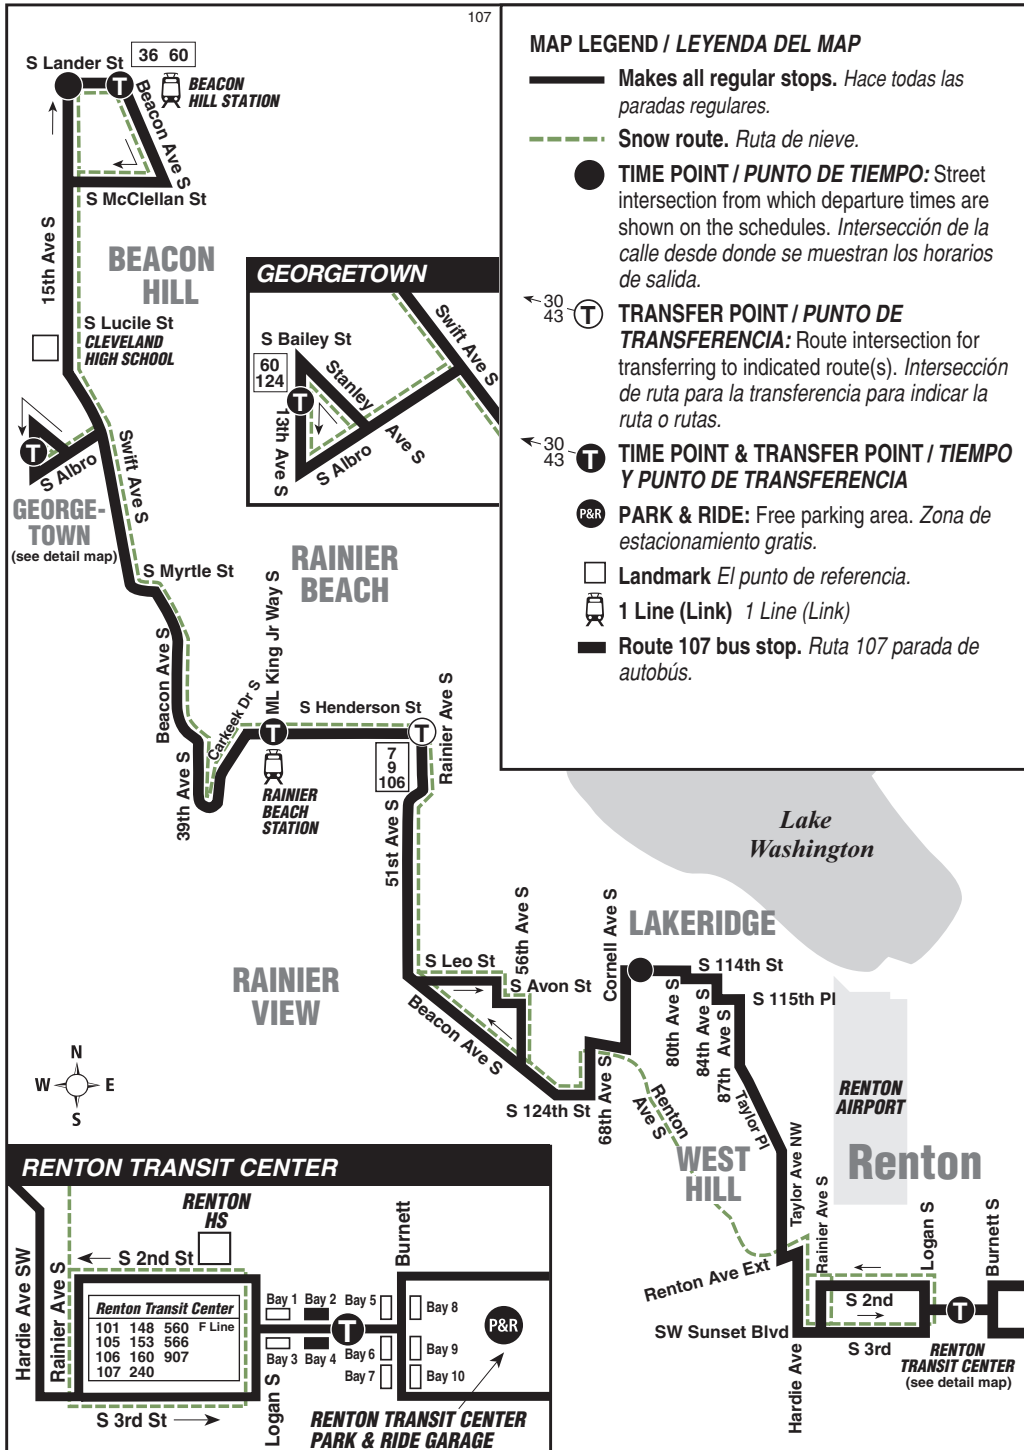 107
S Lander St
36 60
T
BEACON
HILL STATION
Beacon Ave S
S McClellan St
15th Ave S
BEACON
HILL
S Lucile St
CLEVELAND
HIGH SCHOOL
T
S Albro
Swift Ave S
GEORGE-
TOWN
(see detail map)
GEORGETOWN
S Bailey St
60
124
T
Stanley
Ave S
13th Ave S
S Albro
Swift Ave S
MAP LEGEND / LEYENDA DEL MAP
Makes all regular stops. Hace todas las
paradas regulares.
Snow route. Ruta de nieve.
TIME POINT / PUNTO DE TIEMPO: Street
intersection from which departure times are
shown on the schedules. Intersección de la
calle desde donde se muestran los horarios
de salida.
30
43
T
TRANSFER POINT / PUNTO DE
TRANSFERENCIA: Route intersection for
transferring to indicated route(s). Intersección
de ruta para la transferencia para indicar la
ruta o rutas.
30
43
T
TIME POINT & TRANSFER POINT / TIEMPO
Y PUNTO DE TRANSFERENCIA
P&R
PARK & RIDE: Free parking area. Zona de
estacionamiento gratis.
Landmark El punto de referencia.
1 Line (Link) 1 Line (Link)
Route 107 bus stop. Ruta 107 parada de
autobús.
RAINIER
BEACH
S Myrtle St
Beacon Ave S
39th Ave S
Carkeek Dr S
ML King Jr Way S
T
S Henderson St
T
Rainier Ave S
7
9
106
RAINIER
BEACH
STATION
51st Ave S
Lake
Washington
RAINIER
VIEW
S Leo St
56th Ave S
S Avon St
Beacon Ave S
S 124th St
68th Ave S
Cornell Ave S
LAKERIDGE
S 114th St
80th Ave S
84th Ave S
S 115th Pl
87th Ave S
Taylor Pl
Renton
Ave S
WEST
HILL
Taylor Ave NW
RENTON
AIRPORT
Renton
Rainier Ave S
Logan S
Burnett S
Renton Ave Ext
SW Sunset Blvd
Hardie Ave
S 2nd
S 3rd
T
RENTON
TRANSIT CENTER
(see detail map)
N
W
E
S
RENTON TRANSIT CENTER
RENTON
HS
S 2nd St
Hardie Ave SW
Rainier Ave S
Renton Transit Center
101 148 560 F Line
105 153 566
106 160 907
107 240
S 3rd St
Logan S
Bay 1
Bay 2
Bay 3
Bay 4
T
Bay 5
Bay 6
Bay 7
Burnett
Bay 8
Bay 9
Bay 10
P&R
RENTON TRANSIT CENTER
PARK & RIDE GARAGE